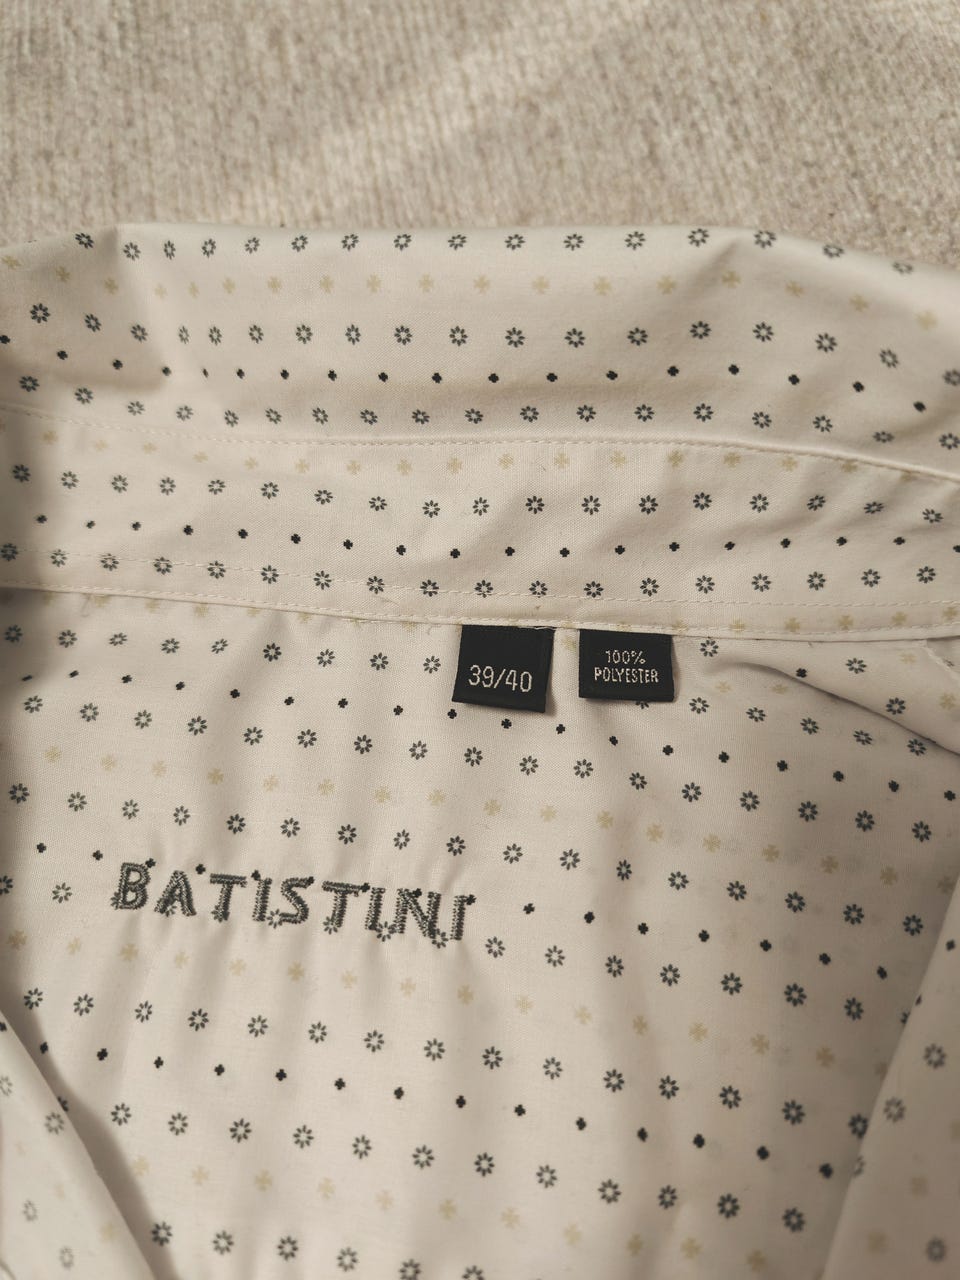 39/40
100%
POLYESTER
BATISTINI